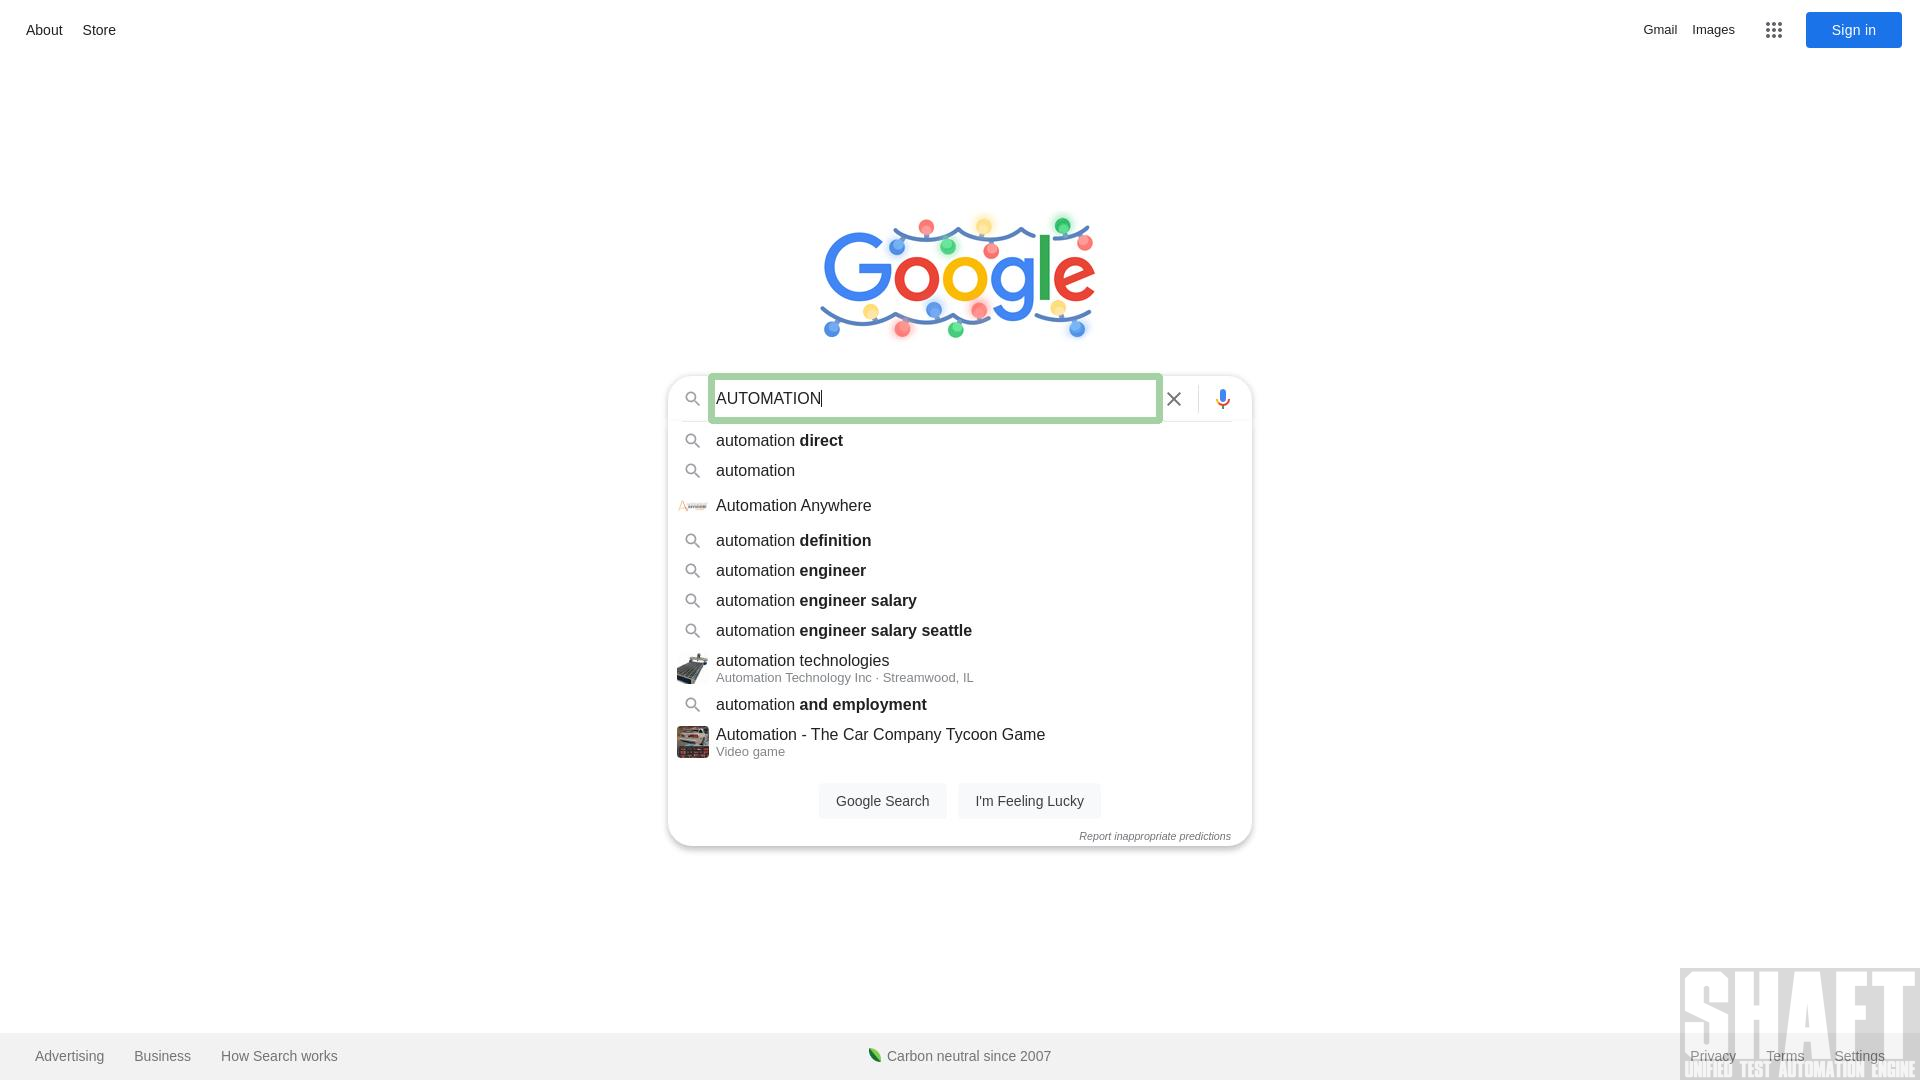 About Store
Gmail Images Sign in
Google
AUTOMATION
automation direct
automation
Automation Anywhere
automation definition
automation engineer
automation engineer salary
automation engineer salary seattle
automation technologies
Automation Technology Inc · Streamwood, IL
automation and employment
Automation - The Car Company Tycoon Game
Video game
Google Search I'm Feeling Lucky
Report inappropriate predictions
SHAFT
Advertising Business How Search works Carbon neutral since 2007 Privacy Terms Settings
UNIFIED TEST AUTOMATION ENGINE